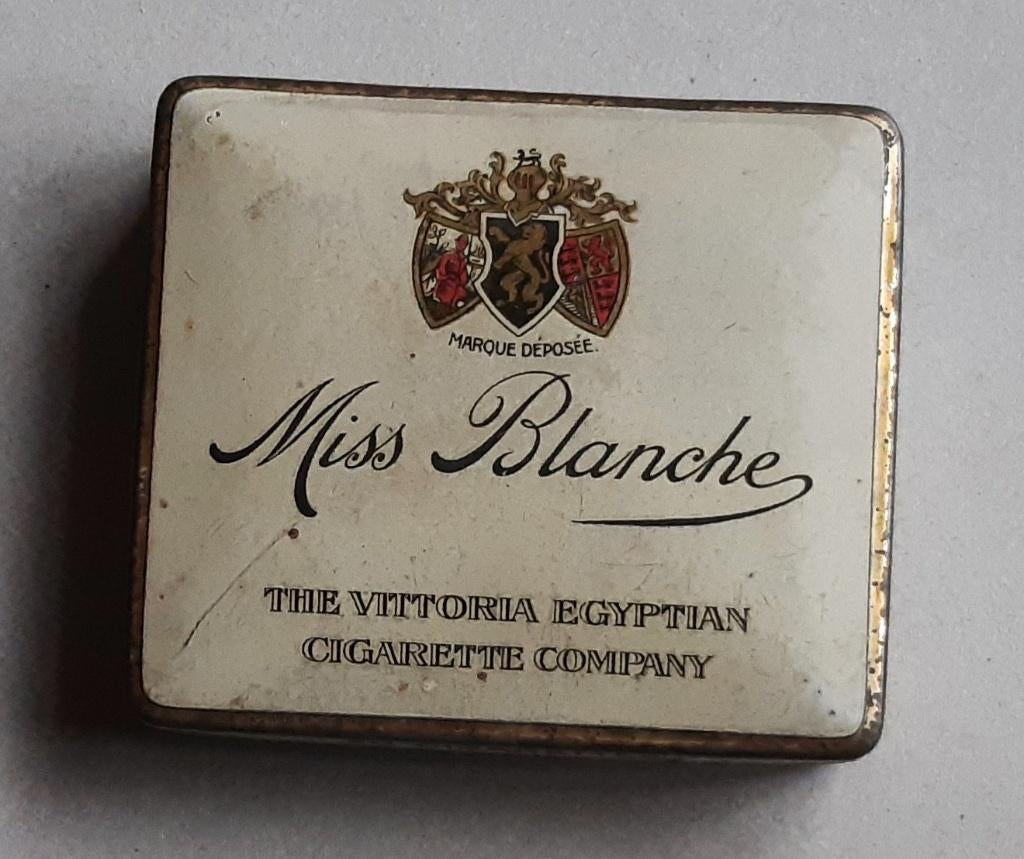 MARQUE DÉPOSÉE.
Miss Blanche
THE VITTORIA EGYPTIAN
CIGARETTE COMPANY